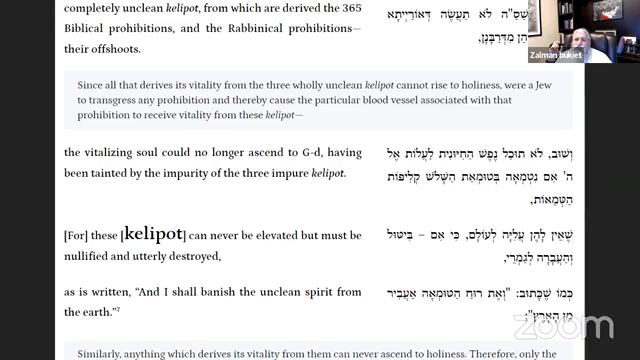 completely unclean kelipot, from which are derived the 365
Biblical prohibitions, and the Rabbinical prohibitions—
their offshoots.
שֶׁסָּ"ה לֹא תַעֲשֶׂה דְּאוֹרַיְיתָא
הֵן מִדְּרַבָּנָן,
Zalman bukiet
Since all that derives its vitality from the three wholly unclean kelipot cannot rise to holiness, were a Jew
to transgress any prohibition and thereby cause the particular blood vessel associated with that
prohibition to receive vitality from these kelipot—
the vitalizing soul could no longer ascend to G-d, having
been tainted by the impurity of the three impure kelipot.
וְשׁוּב, לֹא תוּכַל נֶפֶשׁ הַחִיּוּנִית לַעֲלוֹת אֶל
ה' אִם נִטְמְאָה בְּטוּמְאַת הַשָּׁלֹשׁ קְלִיפּוֹת
הַטְּמֵאוֹת,
[For] these [kelipot] can never be elevated but must be
nullified and utterly destroyed,
שֶׁאֵין לָהֶן עֲלִיָּה לְעוֹלָם, כִּי אִם – בִּיטּוּל
וְהַעֲבָרָה לְגַמְרֵי,
as is written, “And I shall banish the unclean spirit from
the earth.”7
כְּמוֹ שֶׁכָּתוּב: "וְאֶת רוּחַ הַטּוּמְאָה אַעֲבִיר
מִן הָאָרֶץ":
zoom
Similarly, anything which derives its vitality from them can never ascend to holiness. Therefore, only the